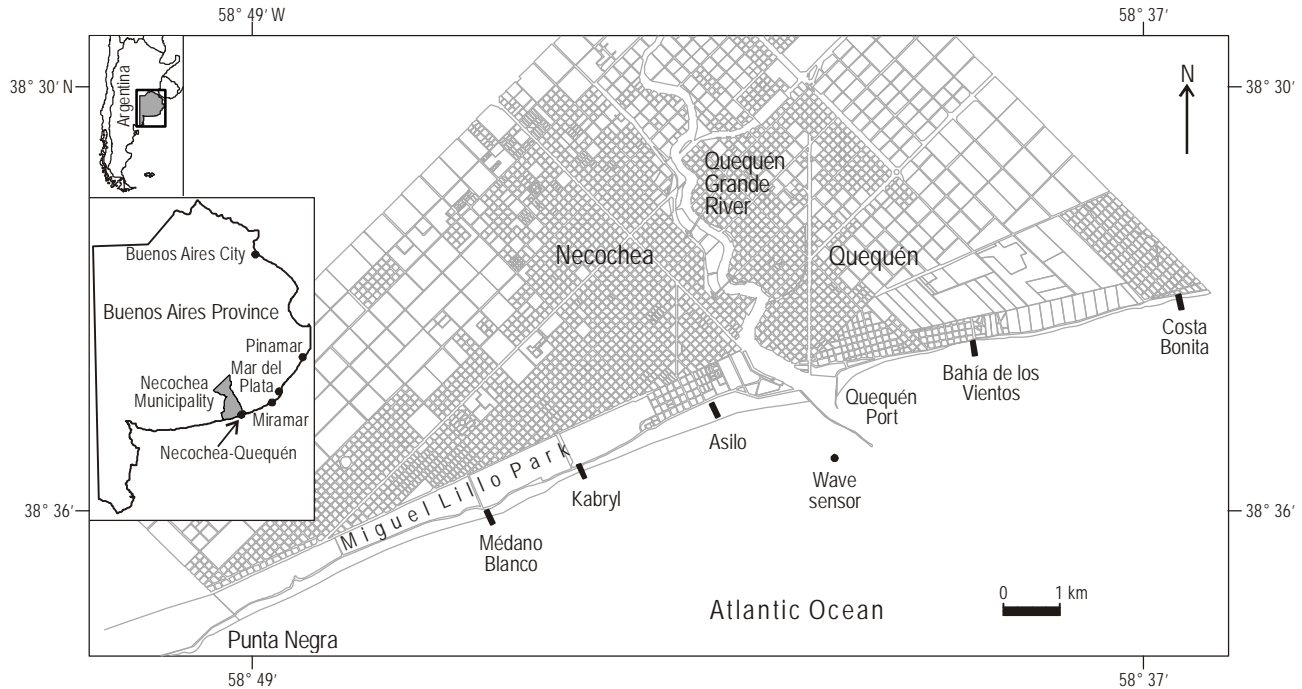 58° 49′ W
58° 37′
38° 30′ N
38° 30′
Argentina
N
Quequén
Grande
River
Necochea
Quequén
Buenos Aires City
Buenos Aires Province
Pinamar
Mar del
Plata
Necochea
Municipality
Miramar
Necochea-Quequén
Costa
Bonita
Bahía de los
Vientos
Quequén
Port
Asilo
Wave
sensor
Miguel Lillo Park
Kabryl
Médano
Blanco
38° 36′
38° 36′
0 1 km
Atlantic Ocean
Punta Negra
58° 49′
58° 37′